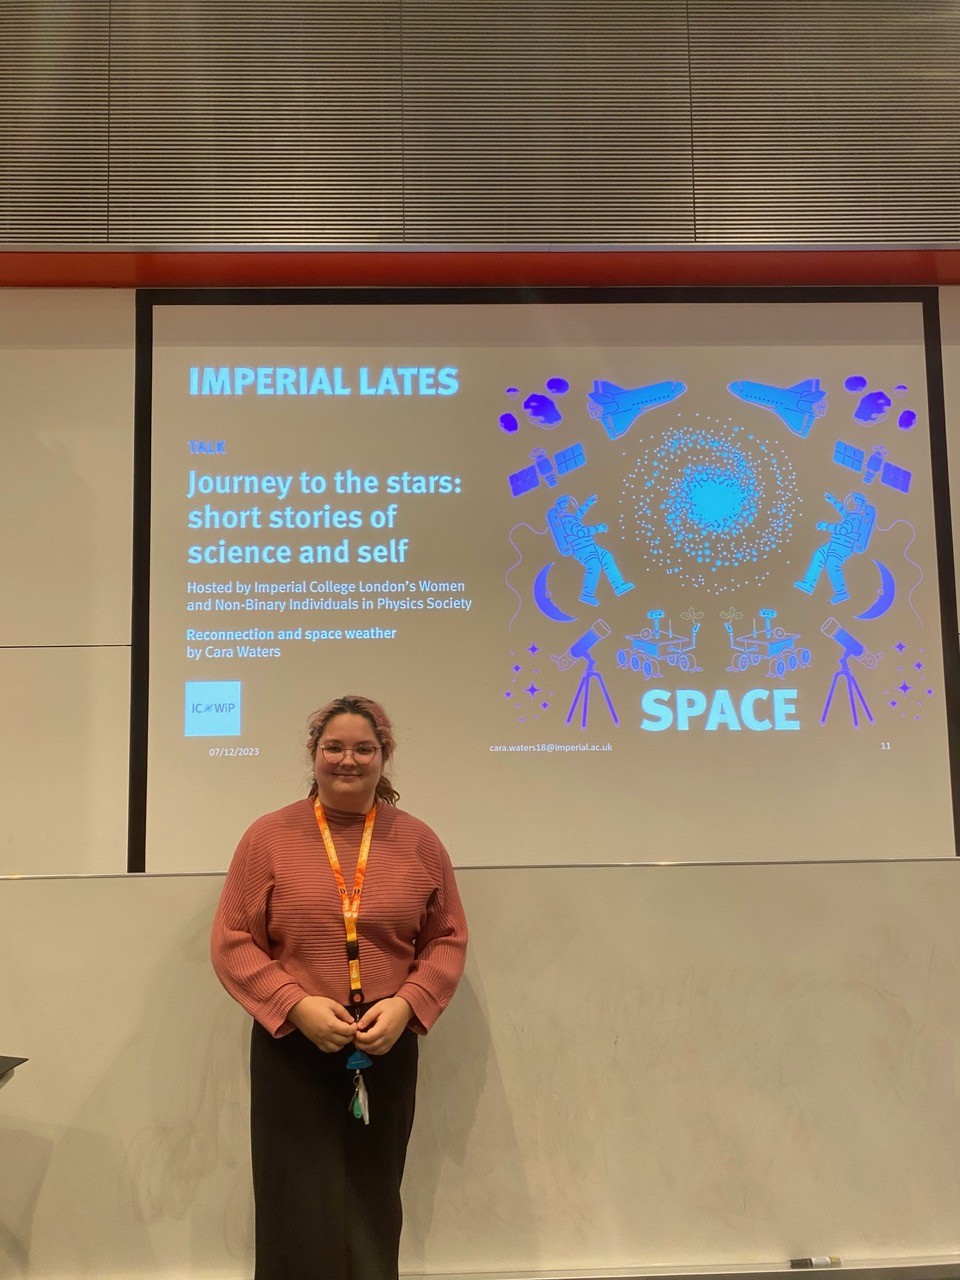 IMPERIAL LATES
TALK
Journey to the stars:
short stories of
science and self
Hosted by Imperial College London's Women
and Non-Binary Individuals in Physics Society
Reconnection and space weather
by Cara Waters
IC WiP
SPACE
07/12/2023
cara.waters18@imperial.ac.uk
11